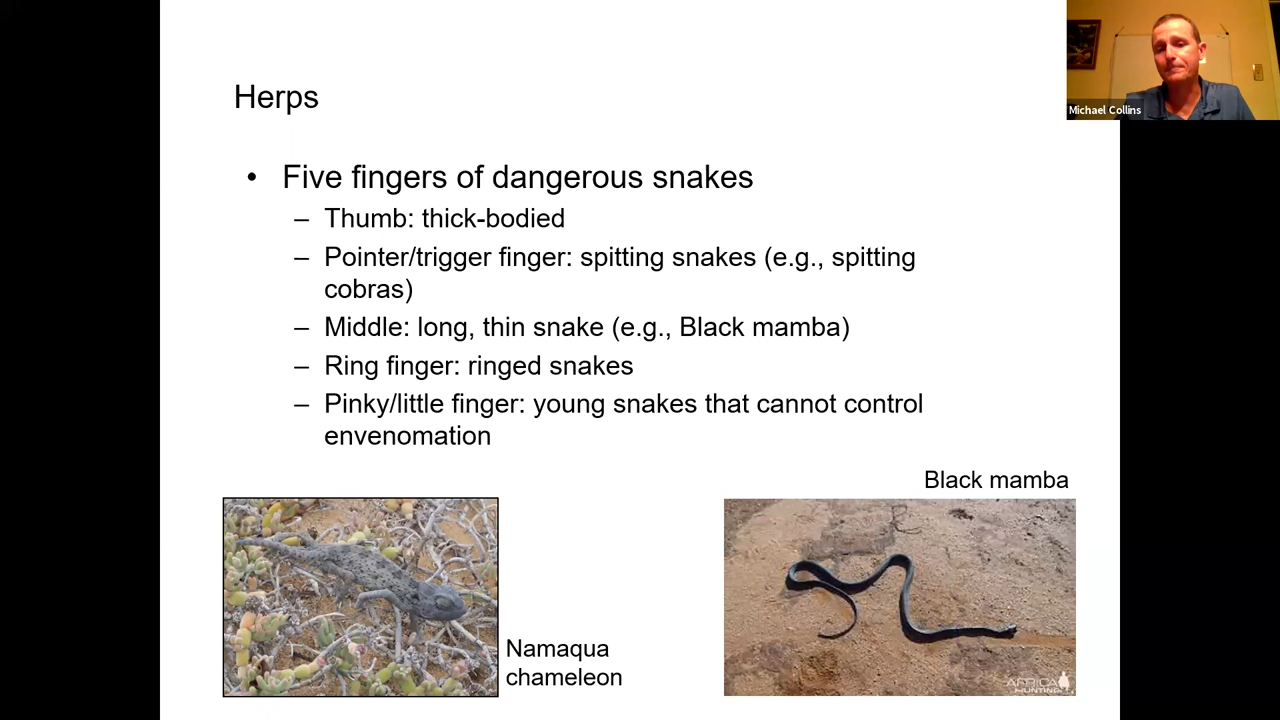 Michael Collins
Herps
• Five fingers of dangerous snakes
– Thumb: thick-bodied
– Pointer/trigger finger: spitting snakes (e.g., spitting
cobras)
– Middle: long, thin snake (e.g., Black mamba)
– Ring finger: ringed snakes
– Pinky/little finger: young snakes that cannot control
envenomation
Black mamba
Namaqua
chameleon
AFRICA
HUNTING